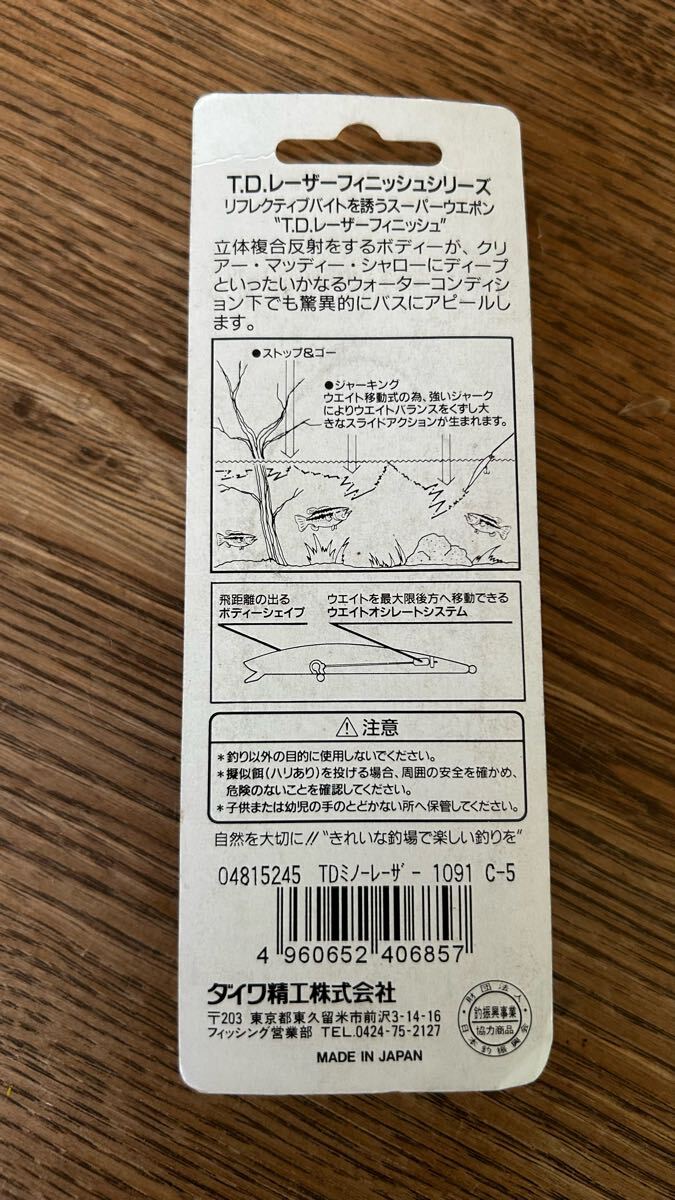 T.D.レーザーフィニッシュシリーズ
リフレクティブバイトを誘うスーパーウエポン
"T.D.レーザーフィニッシュ"
立体複合反射をするボディーが、クリ
アー・マッディー・シャローにディープ
といったいかなるウォーターコンディ
ション下でも驚異的にバスにアピールし
ます。
●ストップ&ゴー
●ジャーキング
ウエイト移動式の為、強いジャーク
によりウエイトバランスをくずし大
きなスライドアクションが生まれます。
飛距離の出る
ボディーシェイプ
ウエイトを最大限後方へ移動できる
ウエイトオシレートシステム
⚠注意
*釣り以外の目的に使用しないでください。
*擬似餌(ハリあり)を投げる場合、周囲の安全を確かめ、
危険のないことを確認してください。
*子供または幼児の手のとどかない所へ保管してください。
自然を大切に!!"きれいな釣場で楽しい釣りを"
04815245 TDミノーレーザー 1091 C-5
4 960652 406857
ダイワ精工株式会社
〒203 東京都東久留米市前沢3-14-16
フィッシング営業部 TEL.0424-75-2127
MADE IN JAPAN
財団法人・
釣振興事業
協力商品
日本釣振興会